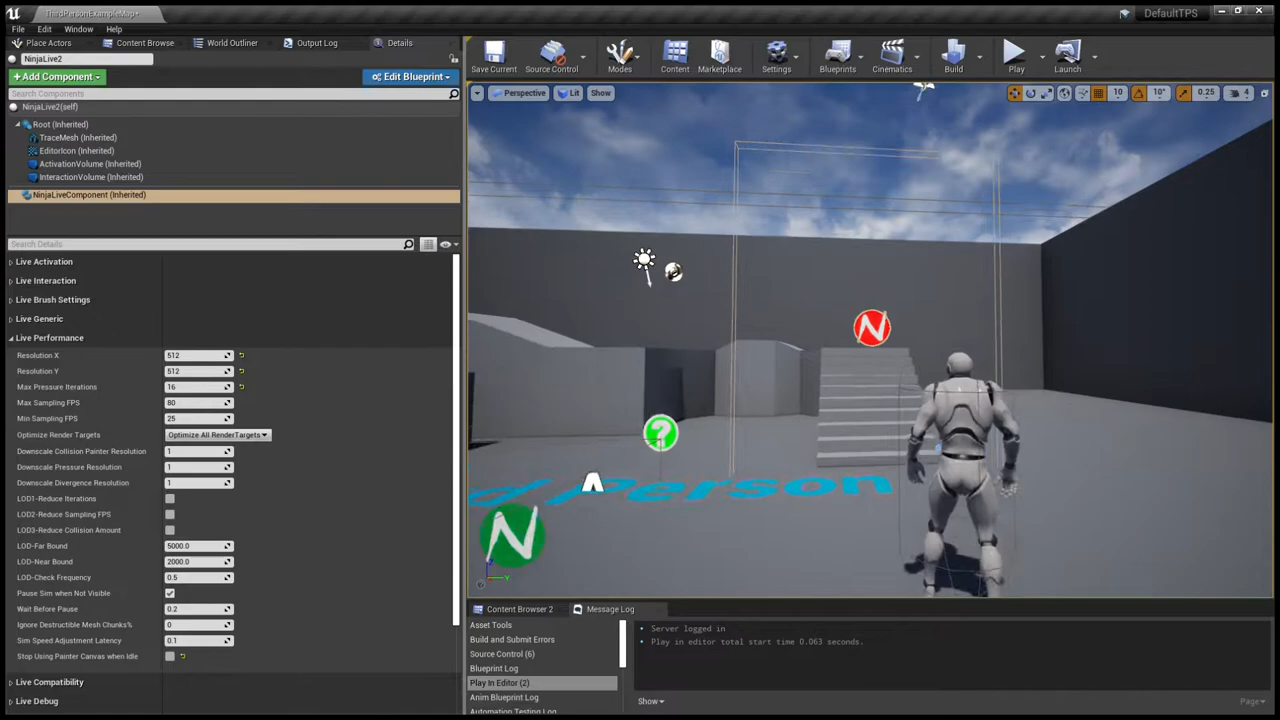 ThirdPersonExampleMap*
DefaultTPS
File Edit Window Help
Place Actors Content Browse World Outliner Output Log Details
NinjaLive2
+Add Component
Edit Blueprint
Search Components
NinjaLive2(self)
Root (Inherited)
TraceMesh (Inherited)
EditorIcon (Inherited)
ActivationVolume (Inherited)
InteractionVolume (Inherited)
NinjaLiveComponent (Inherited)
Search Details
Live Activation
Live Interaction
Live Brush Settings
Live Generic
Live Performance
Resolution X 512
Resolution Y 512
Max Pressure Iterations 16
Max Sampling FPS 80
Min Sampling FPS 25
Optimize Render Targets Optimize All RenderTargets
Downscale Collision Painter Resolution 1
Downscale Pressure Resolution 1
Downscale Divergence Resolution 1
LOD1-Reduce Iterations
LOD2-Reduce Sampling FPS
LOD3-Reduce Collision Amount
LOD-Far Bound 5000.0
LOD-Near Bound 2000.0
LOD-Check Frequency 0.5
Pause Sim when Not Visible
Wait Before Pause 0.2
Ignore Destructible Mesh Chunks% 0
Sim Speed Adjustment Latency 0.1
Stop Using Painter Canvas when Idle
Live Compatibility
Live Debug
Save Current Source Control Modes Content Marketplace Settings Blueprints Cinematics Build Play Launch
Perspective Lit Show
10 10° 0.25 4
N
?
d Person
N
Z
Y
Content Browser 2 Message Log
Asset Tools
Build and Submit Errors
Source Control (6)
Blueprint Log
Play In Editor (2)
Anim Blueprint Log
Automation Testing Log
Server logged in
Play in editor total start time 0.063 seconds.
Show
Page